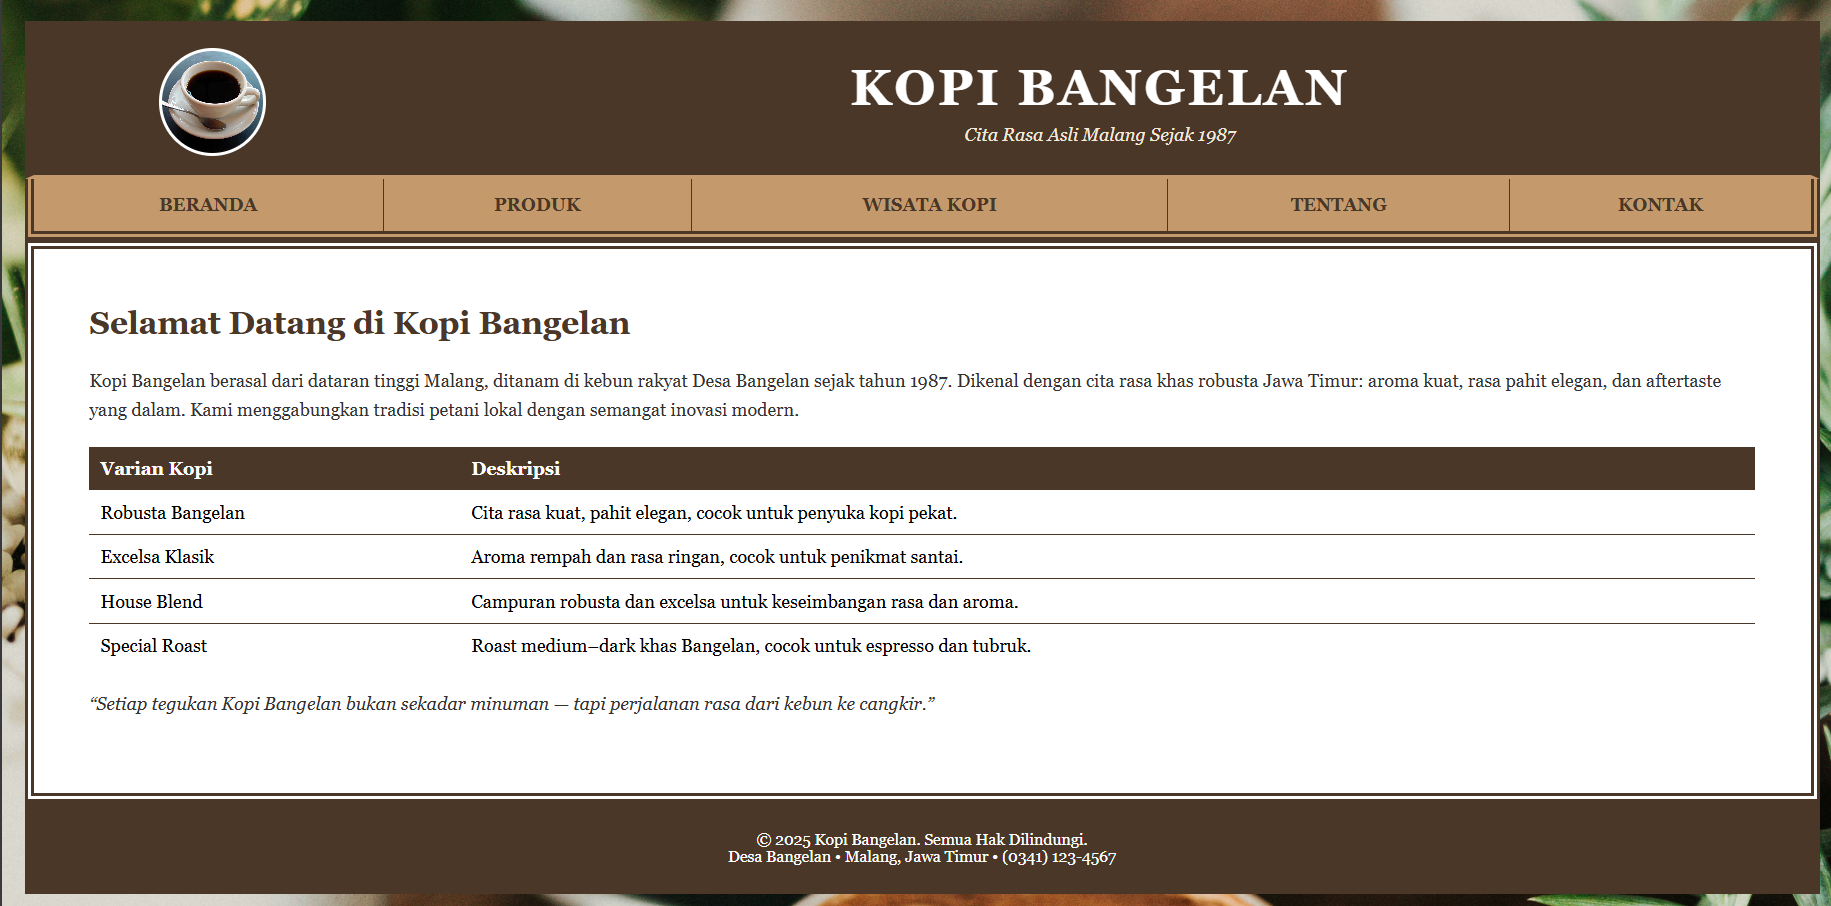 KOPI BANGELAN
Cita Rasa Asli Malang Sejak 1987
BERANDA PRODUK WISATA KOPI TENTANG KONTAK
Selamat Datang di Kopi Bangelan
Kopi Bangelan berasal dari dataran tinggi Malang, ditanam di kebun rakyat Desa Bangelan sejak tahun 1987. Dikenal dengan cita rasa khas robusta Jawa Timur: aroma kuat, rasa pahit elegan, dan aftertaste
yang dalam. Kami menggabungkan tradisi petani lokal dengan semangat inovasi modern.
Varian Kopi Deskripsi
Robusta Bangelan Cita rasa kuat, pahit elegan, cocok untuk penyuka kopi pekat.
Excelsa Klasik Aroma rempah dan rasa ringan, cocok untuk penikmat santai.
House Blend Campuran robusta dan excelsa untuk keseimbangan rasa dan aroma.
Special Roast Roast medium–dark khas Bangelan, cocok untuk espresso dan tubruk.
“Setiap tegukan Kopi Bangelan bukan sekadar minuman — tapi perjalanan rasa dari kebun ke cangkir.”
© 2025 Kopi Bangelan. Semua Hak Dilindungi.
Desa Bangelan • Malang, Jawa Timur • (0341) 123-4567